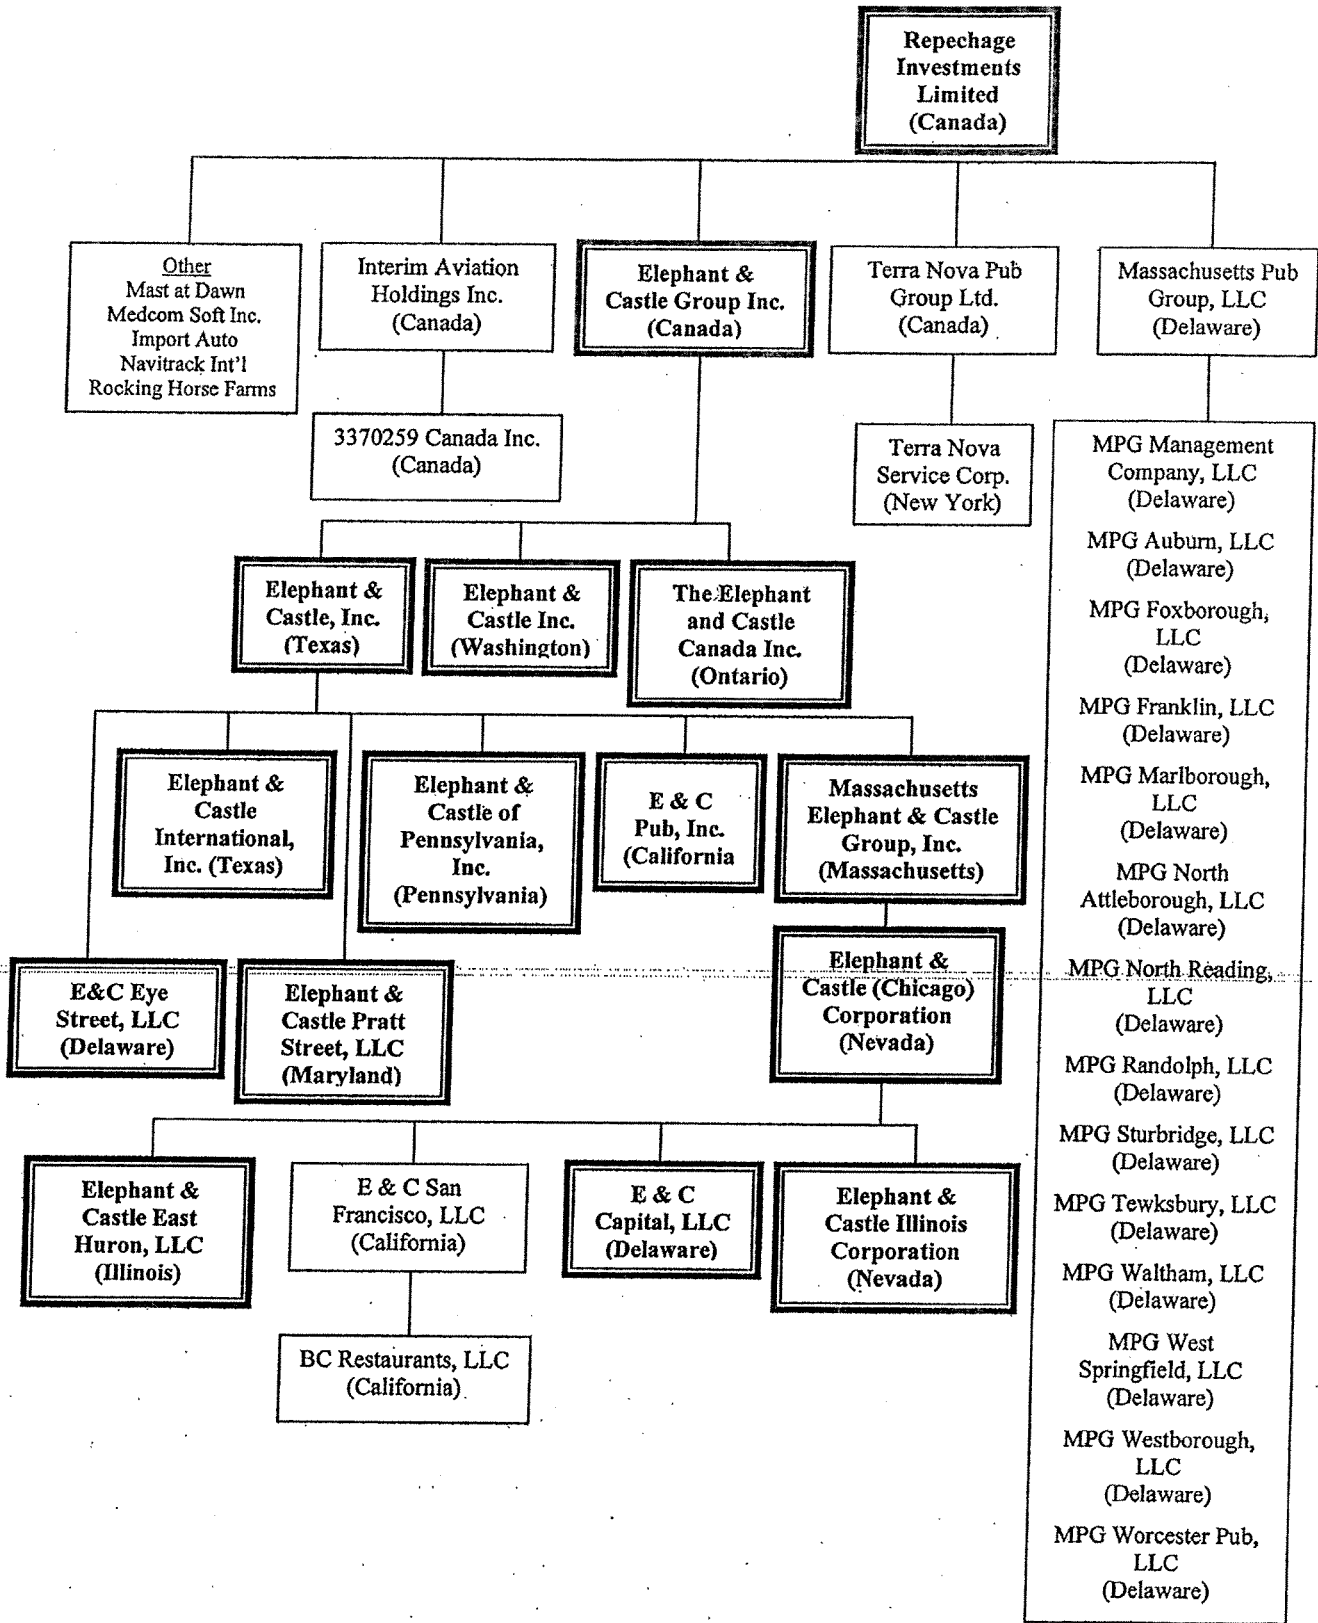 Repechage
Investments
Limited
(Canada)
Other
Mast at Dawn
Medcom Soft Inc.
Import Auto
Navitrack Int'l
Rocking Horse Farms
Interim Aviation
Holdings Inc.
(Canada)
Elephant &
Castle Group Inc.
(Canada)
Terra Nova Pub
Group Ltd.
(Canada)
Massachusetts Pub
Group, LLC
(Delaware)
3370259 Canada Inc.
(Canada)
Terra Nova
Service Corp.
(New York)
MPG Management
Company, LLC
(Delaware)
MPG Auburn, LLC
(Delaware)
MPG Foxborough,
LLC
(Delaware)
MPG Franklin, LLC
(Delaware)
MPG Marlborough,
LLC
(Delaware)
MPG North
Attleborough, LLC
(Delaware)
MPG North Reading,
LLC
(Delaware)
MPG Randolph, LLC
(Delaware)
MPG Sturbridge, LLC
(Delaware)
MPG Tewksbury, LLC
(Delaware)
MPG Waltham, LLC
(Delaware)
MPG West
Springfield, LLC
(Delaware)
MPG Westborough,
LLC
(Delaware)
MPG Worcester Pub,
LLC
(Delaware)
Elephant &
Castle, Inc.
(Texas)
Elephant &
Castle Inc.
(Washington)
The Elephant
and Castle
Canada Inc.
(Ontario)
Elephant &
Castle
International,
Inc. (Texas)
Elephant &
Castle of
Pennsylvania,
Inc.
(Pennsylvania)
E & C
Pub, Inc.
(California
Massachusetts
Elephant & Castle
Group, Inc.
(Massachusetts)
E&C Eye
Street, LLC
(Delaware)
Elephant &
Castle Pratt
Street, LLC
(Maryland)
Elephant &
Castle (Chicago)
Corporation
(Nevada)
Elephant &
Castle East
Huron, LLC
(Illinois)
E & C San
Francisco, LLC
(California)
E & C
Capital, LLC
(Delaware)
Elephant &
Castle Illinois
Corporation
(Nevada)
BC Restaurants, LLC
(California)